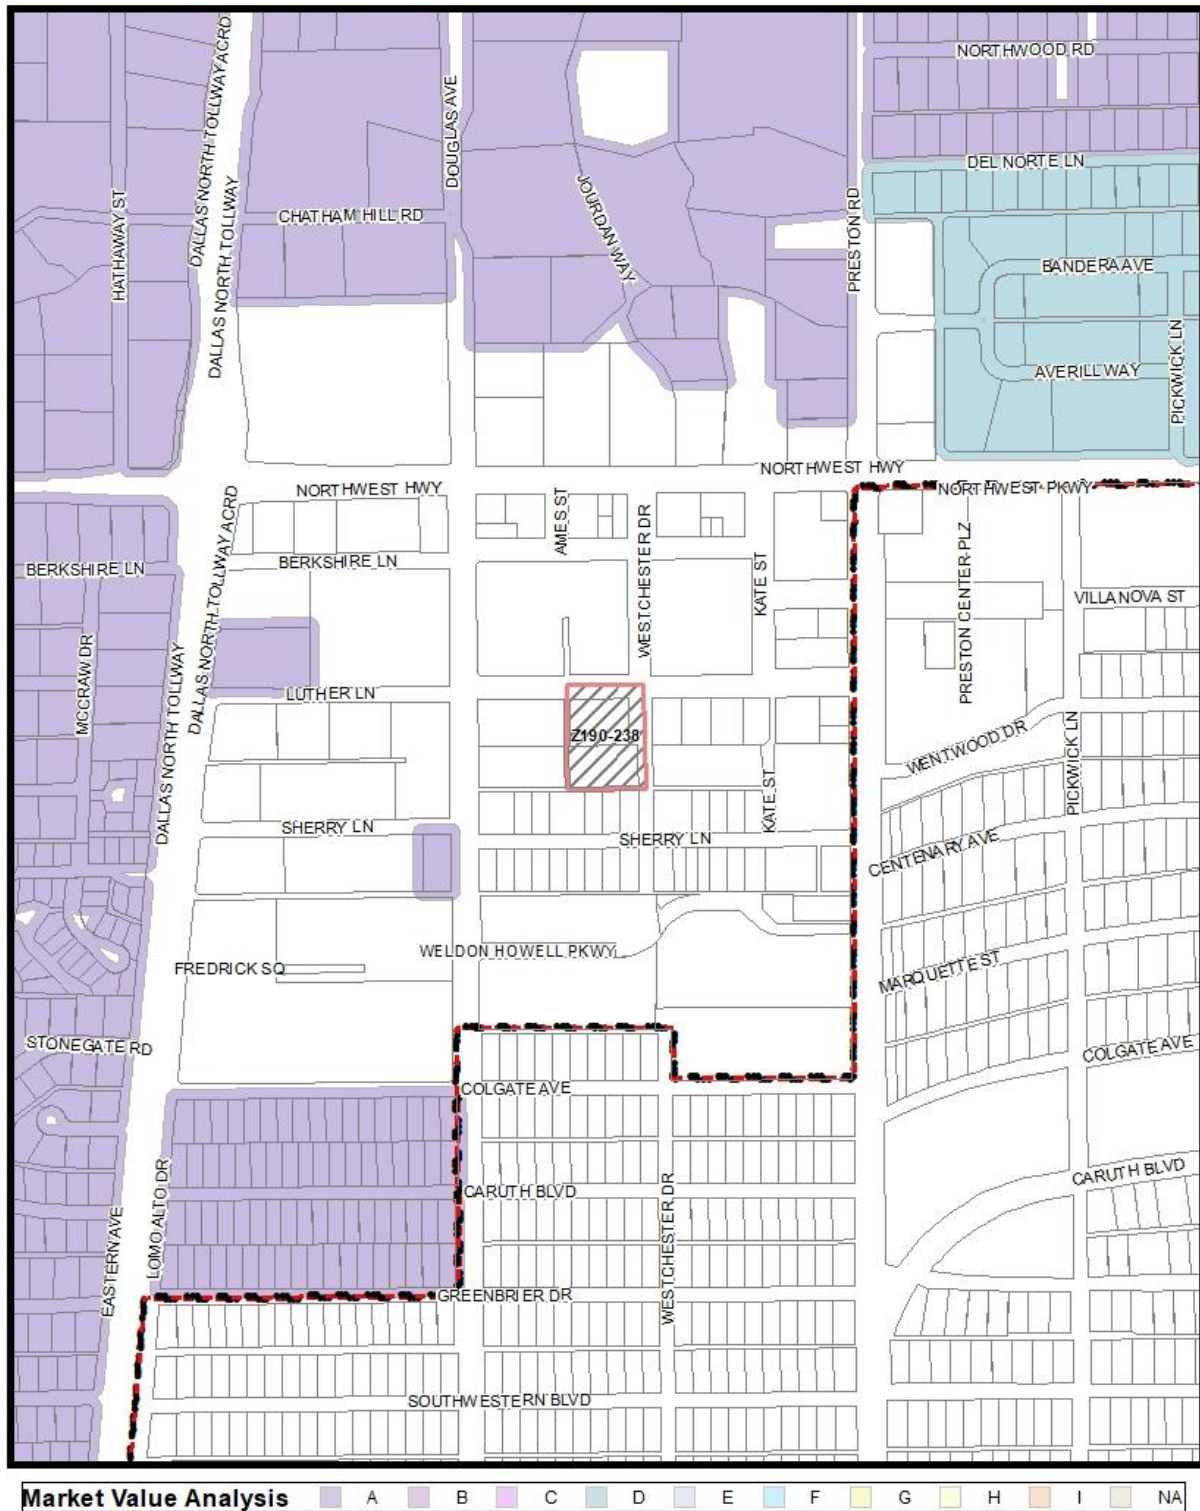 NORTHWOOD RD
DALLAS NORTH TOLLWAY ACRD
DOUGLAS AVE
DEL NORTE LN
HATHAWAY ST
CHATHAM HILL RD
JOURDAN WAY
PRESTON RD
DALLAS NORTH TOLLWAY
BANDERA AVE
AVERILL WAY
PICKWICK LN
NORTHWEST HWY
NORTHWEST HWY
NORTHWEST PKWY
DALLAS NORTH TOLLWAY ACRD
AMES ST
WESTCHESTER DR
BERKSHIRE LN
BERKSHIRE LN
KATE ST
PRESTON CENTER PLZ
VILLANOVA ST
MCCRAW DR
DALLAS NORTH TOLLWAY
LUTHER LN
Z190-238
WENTWOOD DR
PICKWICK LN
KATE ST
SHERRY LN
SHERRY LN
CENTENARY AVE
WELDON HOWELL PKWY
FREDRICK SQ
MARQUETTE ST
STONEGATE RD
COLGATE AVE
COLGATE AVE
CARUTH BLVD
CARUTH BLVD
LOMO ALTO DR
EASTERN AVE
WESTCHESTER DR
GREENBRIER DR
SOUTHWESTERN BLVD
Market Value Analysis A B C D E F G H I NA